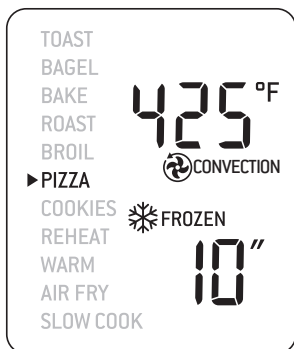 TOAST
BAGEL
BAKE
ROAST
BROIL
PIZZA
COOKIES
REHEAT
WARM
AIR FRY
SLOW COOK
425°F
CONVECTION
FROZEN
10"